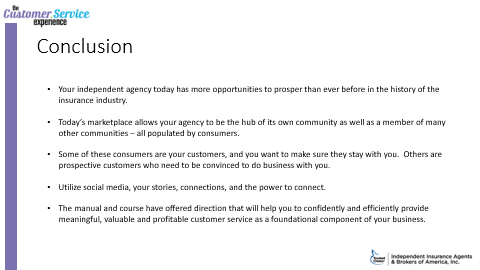 the
Customer Service
experience
Conclusion
• Your independent agency today has more opportunities to prosper than ever before in the history of the
insurance industry.
• Today's marketplace allows your agency to be the hub of its own community as well as a member of many
other communities – all populated by consumers.
• Some of these consumers are your customers, and you want to make sure they stay with you. Others are
prospective customers who need to be convinced to do business with you.
• Utilize social media, your stories, connections, and the power to connect.
• The manual and course have offered direction that will help you to confidently and efficiently provide
meaningful, valuable and profitable customer service as a foundational component of your business.
Independent Insurance Agents
& Brokers of America, Inc.